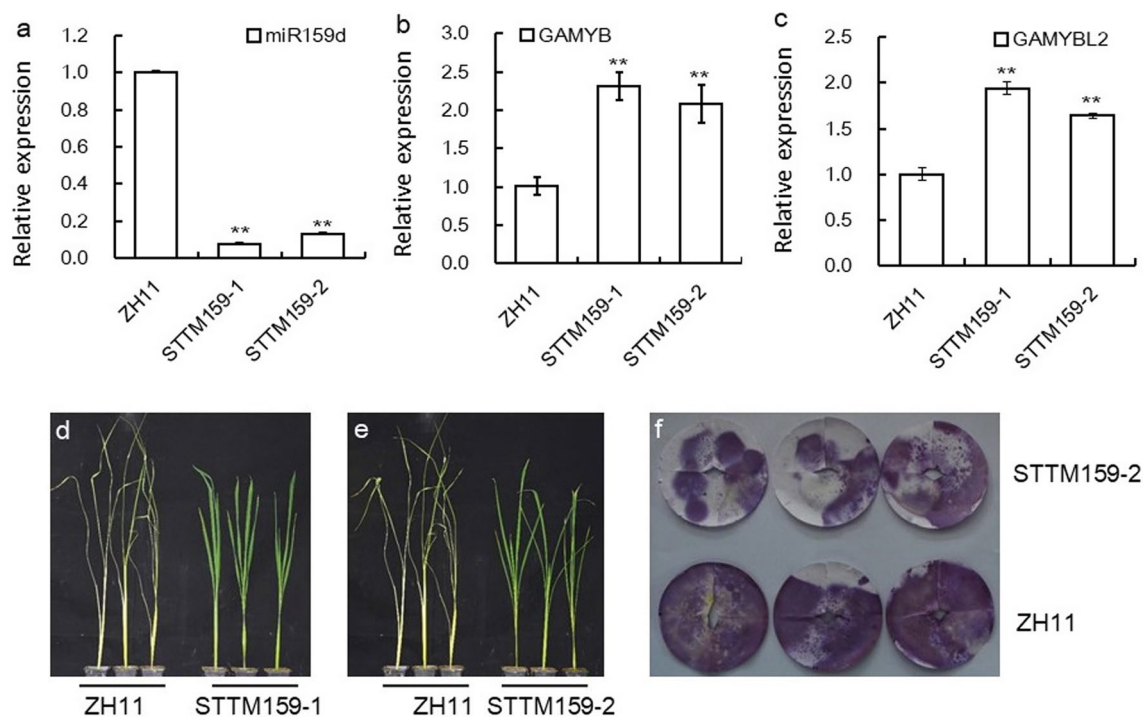 a
Relative expression
1.2
1.0
0.8
0.6
0.4
0.2
0.0
miR159d
**
**
ZH11
STTM159-1
STTM159-2
b
Relative expression
3.0
2.5
2.0
1.5
1.0
0.5
0.0
GAMYB
**
**
ZH11
STTM159-1
STTM159-2
c
Relative expression
2.5
2.0
1.5
1.0
0.5
0.0
GAMYBL2
**
**
ZH11
STTM159-1
STTM159-2
d
ZH11
STTM159-1
e
ZH11
STTM159-2
f
STTM159-2
ZH11